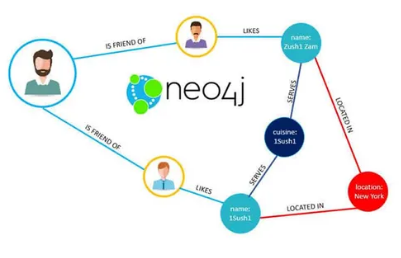 IS FRIEND OF
LIKES
name:
Zush1 Zam
neo4j
SERVES
LOCATED IN
cuisine:
1Sush1
IS FRIEND OF
SERVES
LIKES
name:
1Sush1
LOCATED IN
location:
New York